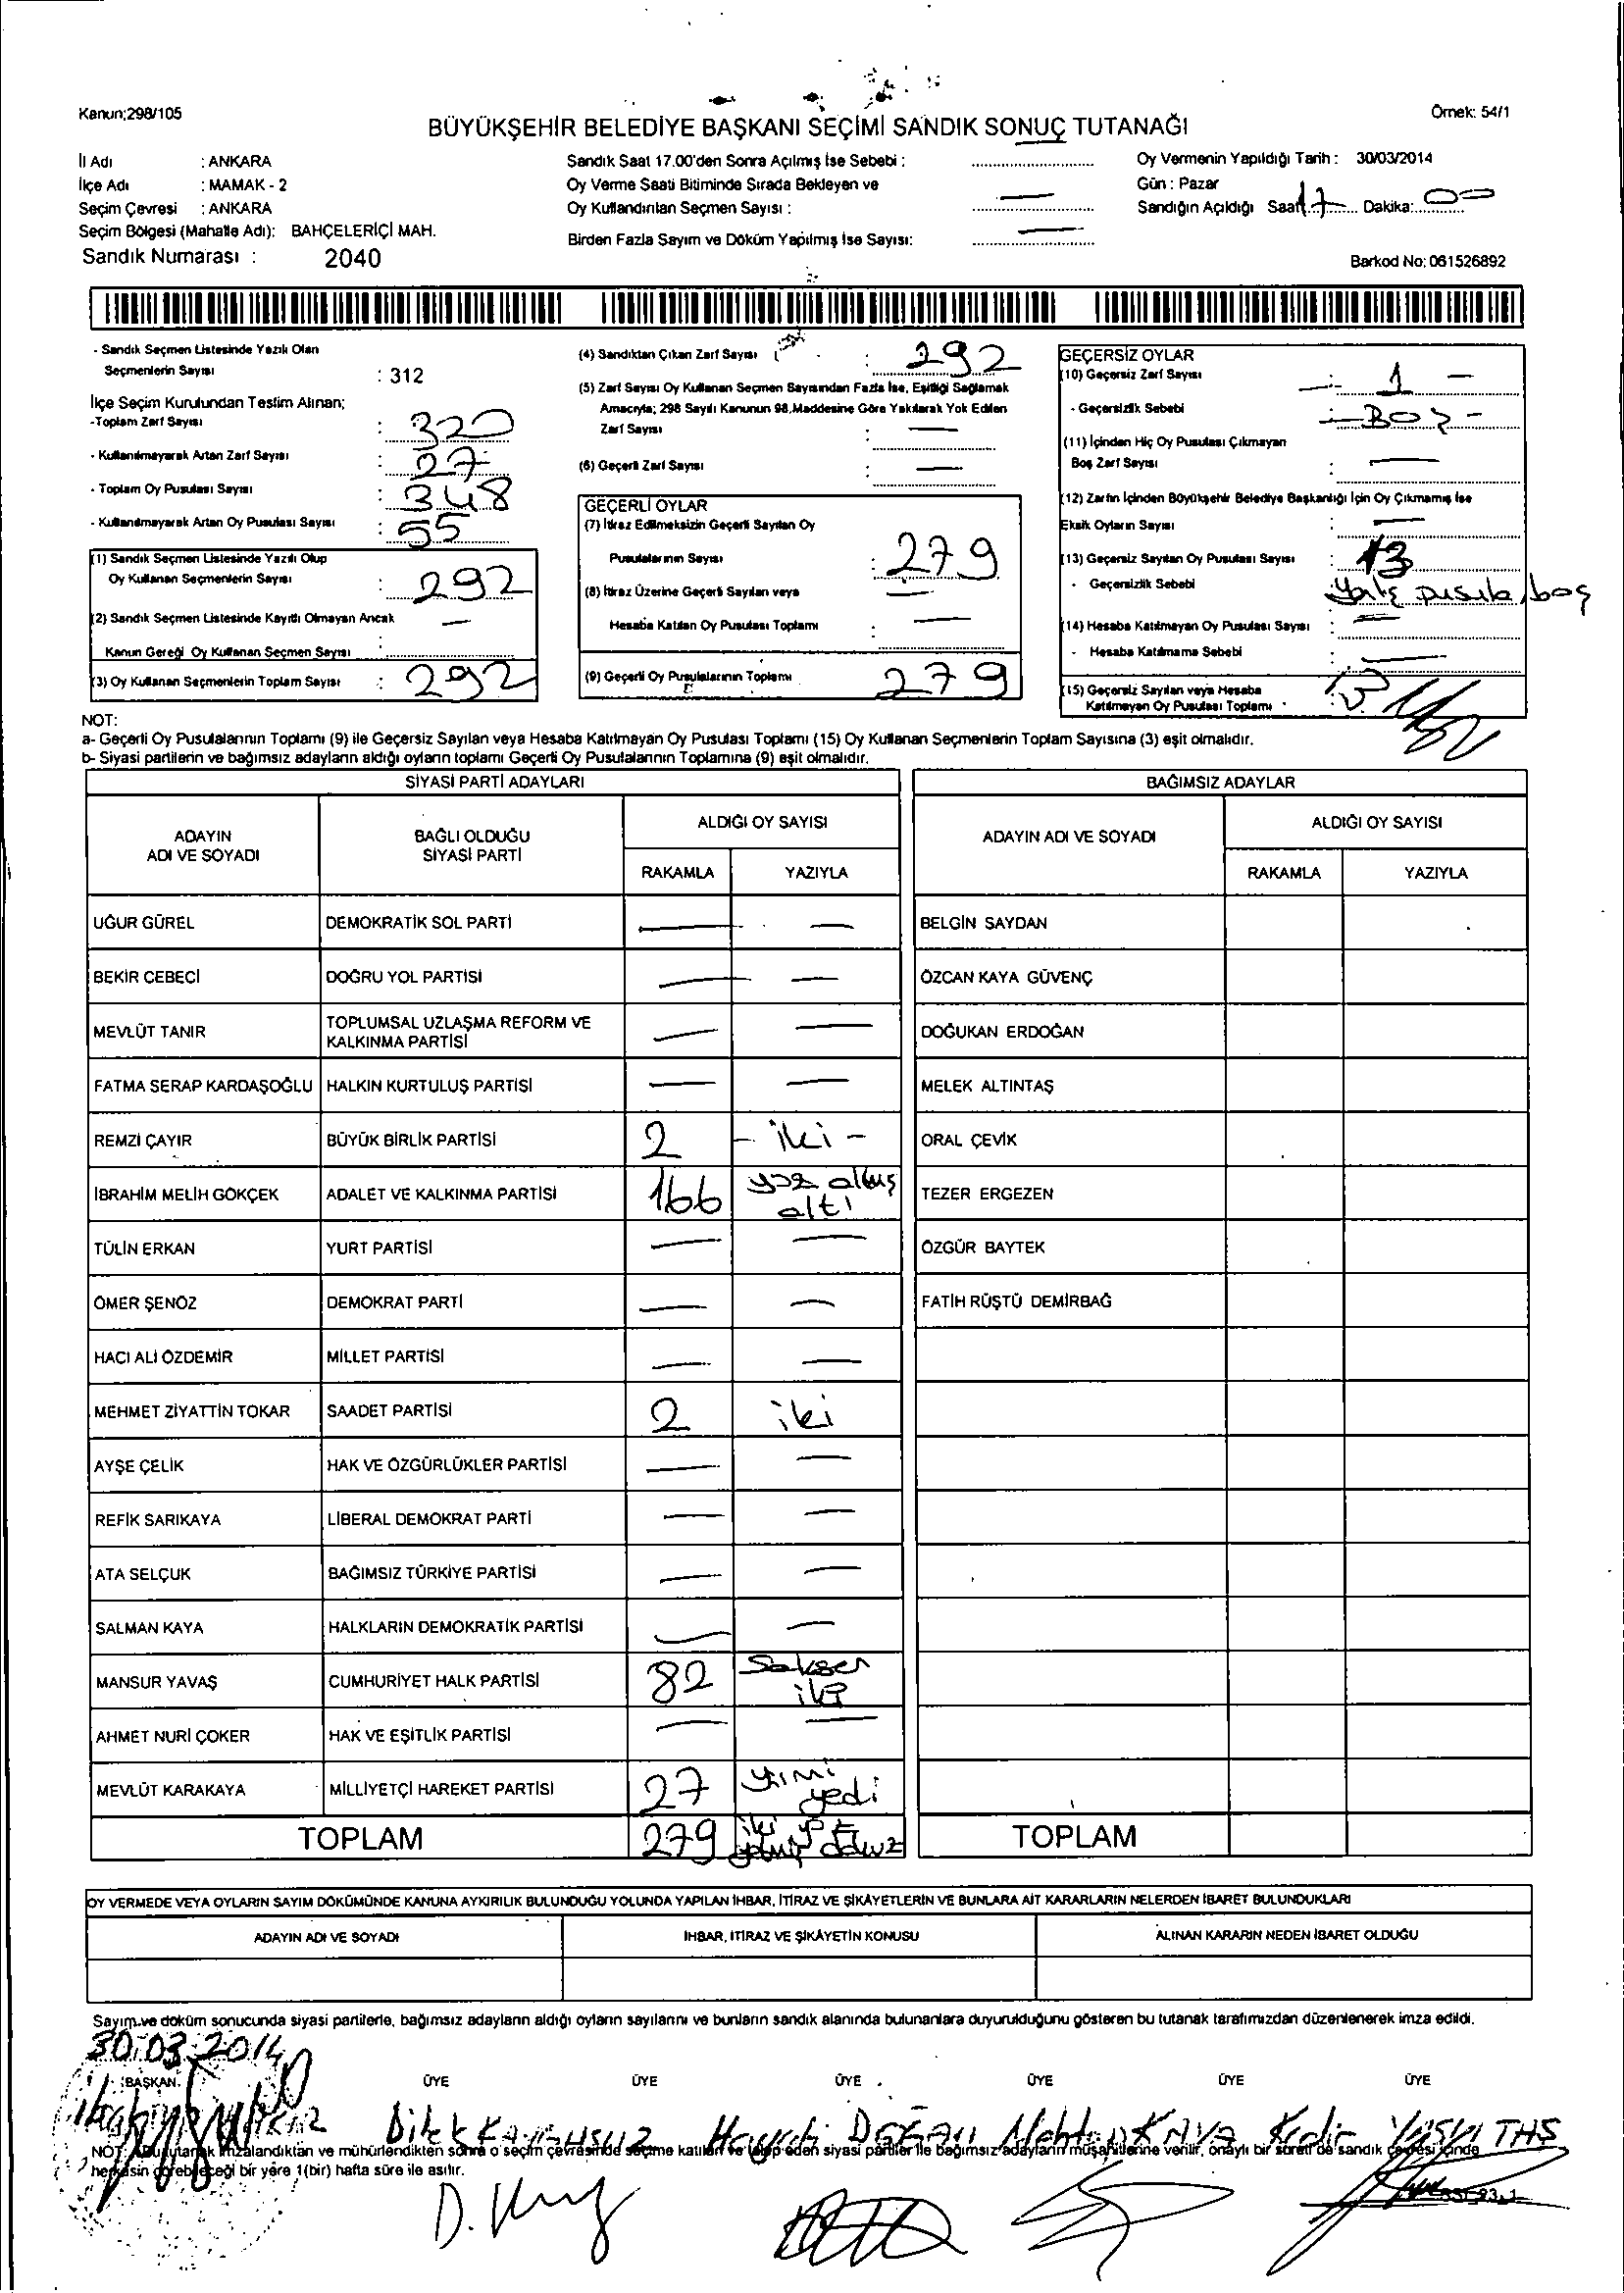 Kanun;298/105
Örnek: 54/1
BÜYÜKŞEHİR BELEDİYE BAŞKANI SEÇİMİ SANDIK SONUÇ TUTANAĞI
İl Adı : ANKARA
İlçe Adı : MAMAK - 2
Seçim Çevresi : ANKARA
Seçim Bölgesi (Mahalle Adı): BAHÇELERİÇİ MAH.
Sandık Numarası : 2040
Sandık Saat 17.00'den Sonra Açılmış İse Sebebi :
Oy Verme Saati Bitiminde Sırada Bekleyen ve
Oy Kullandırılan Seçmen Sayısı : —
Birden Fazla Sayım ve Döküm Yapılmış İse Sayısı: —
Oy Vermenin Yapıldığı Tarih : 30/03/2014
Gün : Pazar
Sandığın Açıldığı Saat 17 Dakika: 00
Barkod No: 061526892
- Sandık Seçmen Listesinde Yazılı Olan
Seçmenlerin Sayısı : 312
İlçe Seçim Kurulundan Teslim Alınan;
-Toplam Zarf Sayısı : 320
- Kullanılmayarak Artan Zarf Sayısı : 27
- Toplam Oy Pusulası Sayısı : 348
- Kullanılmayarak Artan Oy Pusulası Sayısı : 55
(1) Sandık Seçmen Listesinde Yazılı Olup
Oy Kullanan Seçmenlerin Sayısı : 292
(2) Sandık Seçmen Listesinde Kayıtlı Olmayan Ancak —
Kanun Gereği Oy Kullanan Seçmen Sayısı :
(3) Oy Kullanan Seçmenlerin Toplam Sayısı : 292
(4) Sandıktan Çıkan Zarf Sayısı : 292
(5) Zarf Sayısı Oy Kullanan Seçmen Sayısından Fazla İse, Eşitliği Sağlamak
Amacıyla; 298 Sayılı Kanunun 98.Maddesine Göre Yakılarak Yok Edilen
Zarf Sayısı : —
(6) Geçerli Zarf Sayısı : —
GEÇERLİ OYLAR
(7) İtiraz Edilmeksizin Geçerli Sayılan Oy
Pusulalarının Sayısı : 279
(8) İtiraz Üzerine Geçerli Sayılan veya —
Hesaba Katılan Oy Pusulası Toplamı : —
(9) Geçerli Oy Pusulalarının Toplamı 279
GEÇERSİZ OYLAR
(10) Geçersiz Zarf Sayısı — 1 —
- Geçersizlik Sebebi — Boş -
(11) İçinden Hiç Oy Pusulası Çıkmayan
Boş Zarf Sayısı : —
(12) Zarfın İçinden Büyükşehir Belediye Başkanlığı İçin Oy Çıkmamış İse
Eksik Oyların Sayısı : —
(13) Geçersiz Sayılan Oy Pusulası Sayısı : 13
- Geçersizlik Sebebi pusula, boş
(14) Hesaba Katılmayan Oy Pusulası Sayısı : —
- Hesaba Katılmama Sebebi : —
(15) Geçersiz Sayılan veya Hesaba
Katılmayan Oy Pusulası Toplamı : 13
NOT:
a- Geçerli Oy Pusulalarının Toplamı (9) ile Geçersiz Sayılan veya Hesaba Katılmayan Oy Pusulası Toplamı (15) Oy Kullanan Seçmenlerin Toplam Sayısına (3) eşit olmalıdır.
b- Siyasi partilerin ve bağımsız adayların aldığı oyların toplamı Geçerli Oy Pusulalarının Toplamına (9) eşit olmalıdır.
SİYASİ PARTİ ADAYLARI
ADAYIN ADI VE SOYADI | BAĞLI OLDUĞU SİYASİ PARTİ | ALDIĞI OY SAYISI
RAKAMLA | YAZIYLA
UĞUR GÜREL | DEMOKRATİK SOL PARTİ | — | —
BEKİR CEBECİ | DOĞRU YOL PARTİSİ | — | —
MEVLÜT TANIR | TOPLUMSAL UZLAŞMA REFORM VE KALKINMA PARTİSİ | — | —
FATMA SERAP KARDAŞOĞLU | HALKIN KURTULUŞ PARTİSİ | — | —
REMZİ ÇAYIR | BÜYÜK BİRLİK PARTİSİ | 2 | - iki -
İBRAHİM MELİH GÖKÇEK | ADALET VE KALKINMA PARTİSİ | 166 | yüz altmış altı
TÜLİN ERKAN | YURT PARTİSİ | — | —
ÖMER ŞENÖZ | DEMOKRAT PARTİ | — | —
HACI ALİ ÖZDEMİR | MİLLET PARTİSİ | — | —
MEHMET ZİYATTİN TOKAR | SAADET PARTİSİ | 2 | iki
AYŞE ÇELİK | HAK VE ÖZGÜRLÜKLER PARTİSİ | — | —
REFİK SARIKAYA | LİBERAL DEMOKRAT PARTİ | — | —
ATA SELÇUK | BAĞIMSIZ TÜRKİYE PARTİSİ | — | —
SALMAN KAYA | HALKLARIN DEMOKRATİK PARTİSİ | — | —
MANSUR YAVAŞ | CUMHURİYET HALK PARTİSİ | 82 | Seksen iki
AHMET NURİ ÇOKER | HAK VE EŞİTLİK PARTİSİ | — | —
MEVLÜT KARAKAYA | MİLLİYETÇİ HAREKET PARTİSİ | 27 | yirmi yedi
TOPLAM | 279 | iki yüz yetmiş dokuz
BAĞIMSIZ ADAYLAR
ADAYIN ADI VE SOYADI | ALDIĞI OY SAYISI
RAKAMLA | YAZIYLA
BELGİN SAYDAN
ÖZCAN KAYA GÜVENÇ
DOĞUKAN ERDOĞAN
MELEK ALTINTAŞ
ORAL ÇEVİK
TEZER ERGEZEN
ÖZGÜR BAYTEK
FATİH RÜŞTÜ DEMİRBAĞ
TOPLAM
OY VERMEDE VEYA OYLARIN SAYIM DÖKÜMÜNDE KANUNA AYKIRILIK BULUNDUĞU YOLUNDA YAPILAN İHBAR, İTİRAZ VE ŞİKÂYETLERİN VE BUNLARA AİT KARARLARIN NELERDEN İBARET BULUNDUKLARI
ADAYIN ADI VE SOYADI | İHBAR, İTİRAZ VE ŞİKÂYETİN KONUSU | ALINAN KARARIN NEDEN İBARET OLDUĞU
Sayım ve döküm sonucunda siyasi partilerle, bağımsız adayların aldığı oyların sayılarını ve bunların sandık alanında bulunanlara duyurulduğunu gösteren bu tutanak tarafımızdan düzenlenerek imza edildi.
30.03.2014
BAŞKAN ÜYE ÜYE ÜYE ÜYE ÜYE ÜYE
Dilek Kaygusuz Hayati Doğan KAYA Kadir
NOT: Bu tutanak imzalandıktan ve mühürlendikten sonra o seçim çevresinde seçime katılan ve talep eden siyasi partiler ile bağımsız adayların müşahitlerine verilir, onaylı bir sureti de sandık çevresi içinde
herkesin görebileceği bir yere 1(bir) hafta süre ile asılır.